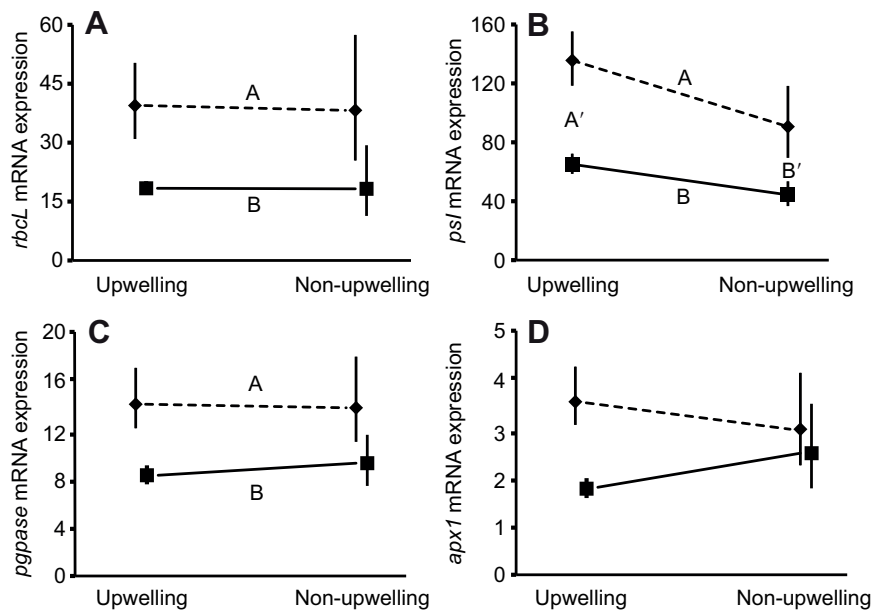 A
rbcL mRNA expression
60
45
30
15
0
A
B
Upwelling
Non-upwelling
B
psI mRNA expression
160
120
80
40
0
A
A′
B′
B
Upwelling
Non-upwelling
C
pgpase mRNA expression
20
16
12
8
4
0
A
B
Upwelling
Non-upwelling
D
apx1 mRNA expression
5
4
3
2
1
0
Upwelling
Non-upwelling